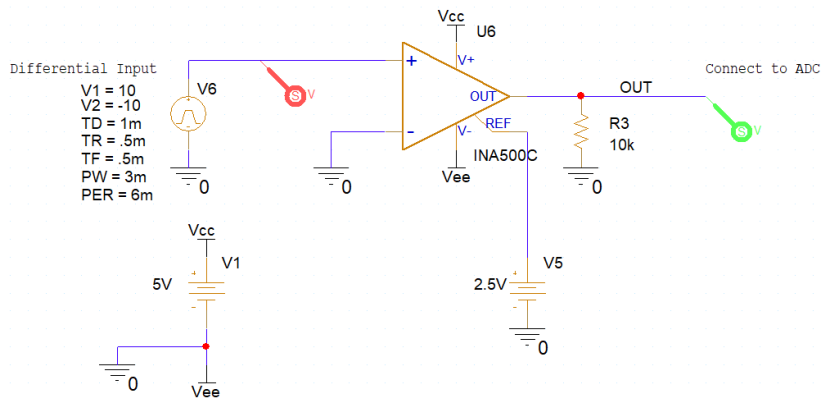 Vcc
U6
Differential Input
V6
V1 = 10
V2 = -10
TD = 1m
TR = .5m
TF = .5m
PW = 3m
PER = 6m
0
S V
+
-
V+
OUT
REF
V-
Vee
INA500C
0
OUT
R3
10k
0
Connect to ADC
S V
Vcc
+
-
V1
5V
0
Vee
+
-
V5
2.5V
0